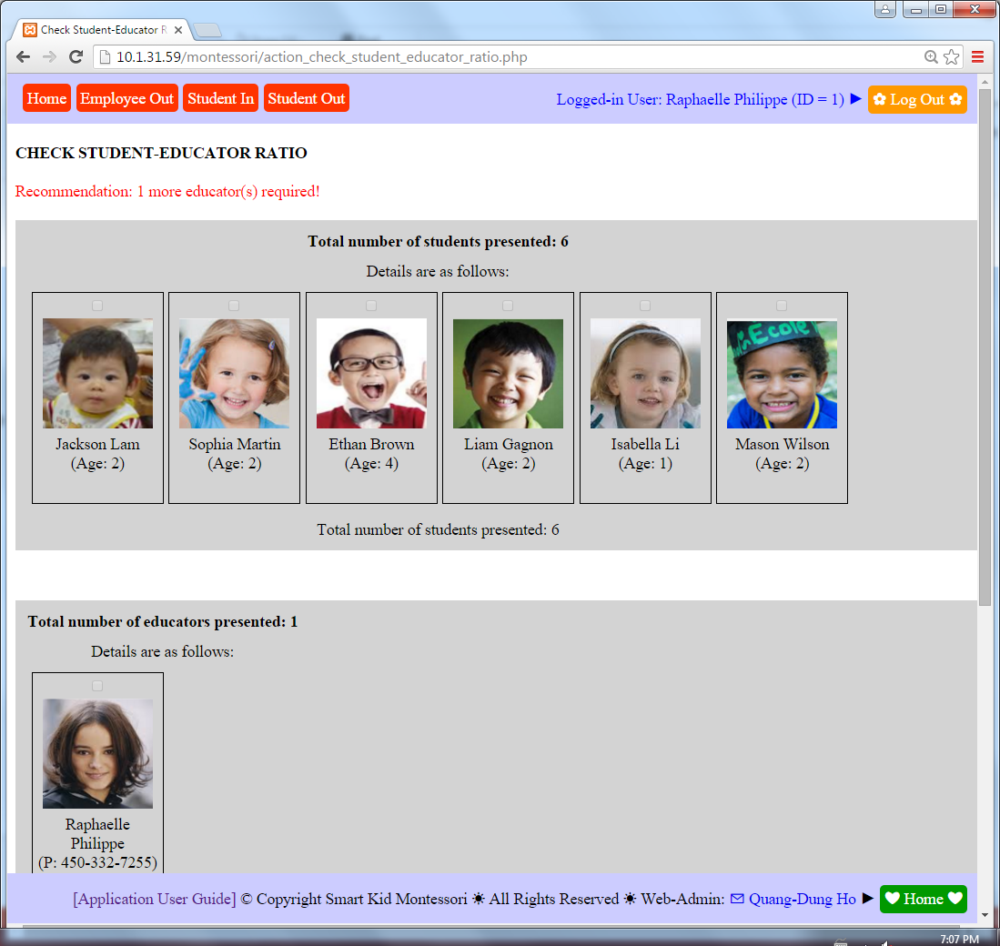 Check Student-Educator R
10.1.31.59/montessori/action_check_student_educator_ratio.php
Home Employee Out Student In Student Out Logged-in User: Raphaelle Philippe (ID = 1) ► ✿ Log Out ✿
CHECK STUDENT-EDUCATOR RATIO
Recommendation: 1 more educator(s) required!
Total number of students presented: 6
Details are as follows:
Ecole
Jackson Lam Sophia Martin Ethan Brown Liam Gagnon Isabella Li Mason Wilson
(Age: 2) (Age: 2) (Age: 4) (Age: 2) (Age: 1) (Age: 2)
Total number of students presented: 6
Total number of educators presented: 1
Details are as follows:
Raphaelle
Philippe
(P: 450-332-7255)
[Application User Guide] © Copyright Smart Kid Montessori ☀ All Rights Reserved ☀ Web-Admin: ✉ Quang-Dung Ho ► ♥ Home ♥
7:07 PM